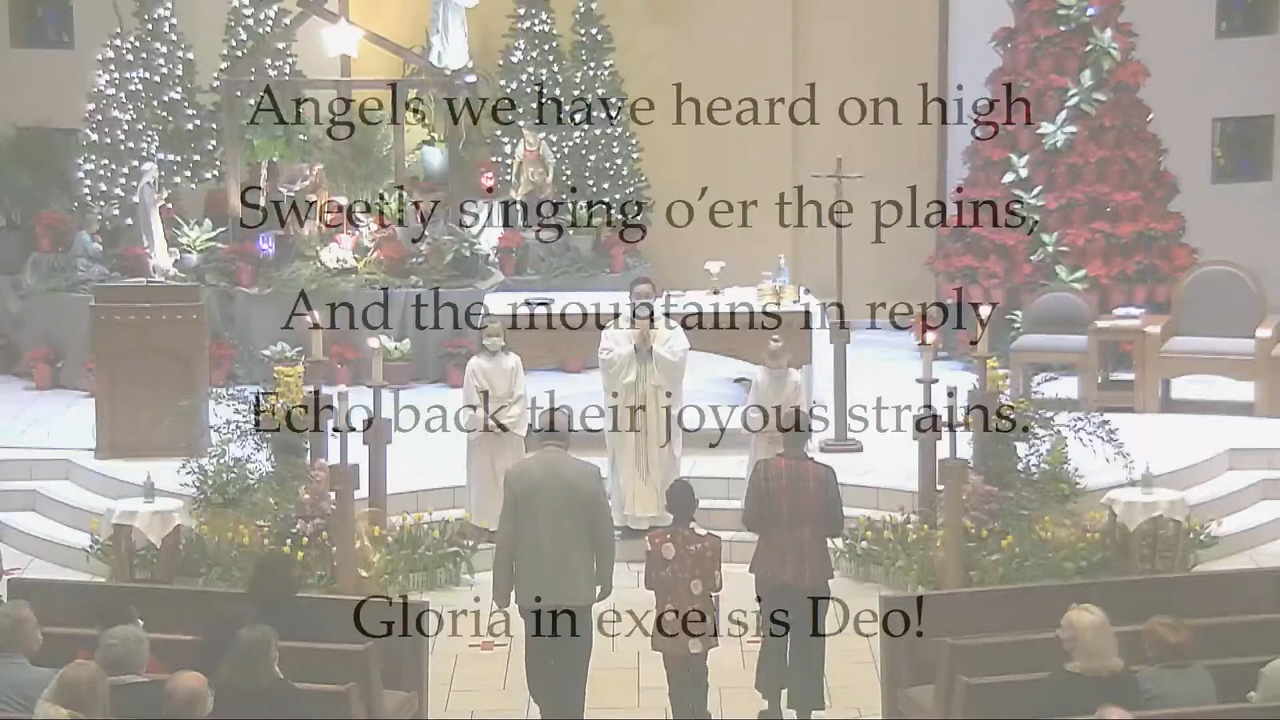 Angels we have heard on high
Sweetly singing o’er the plains,
And the mountains in reply
Echo back their joyous strains.
Gloria in excelsis Deo!